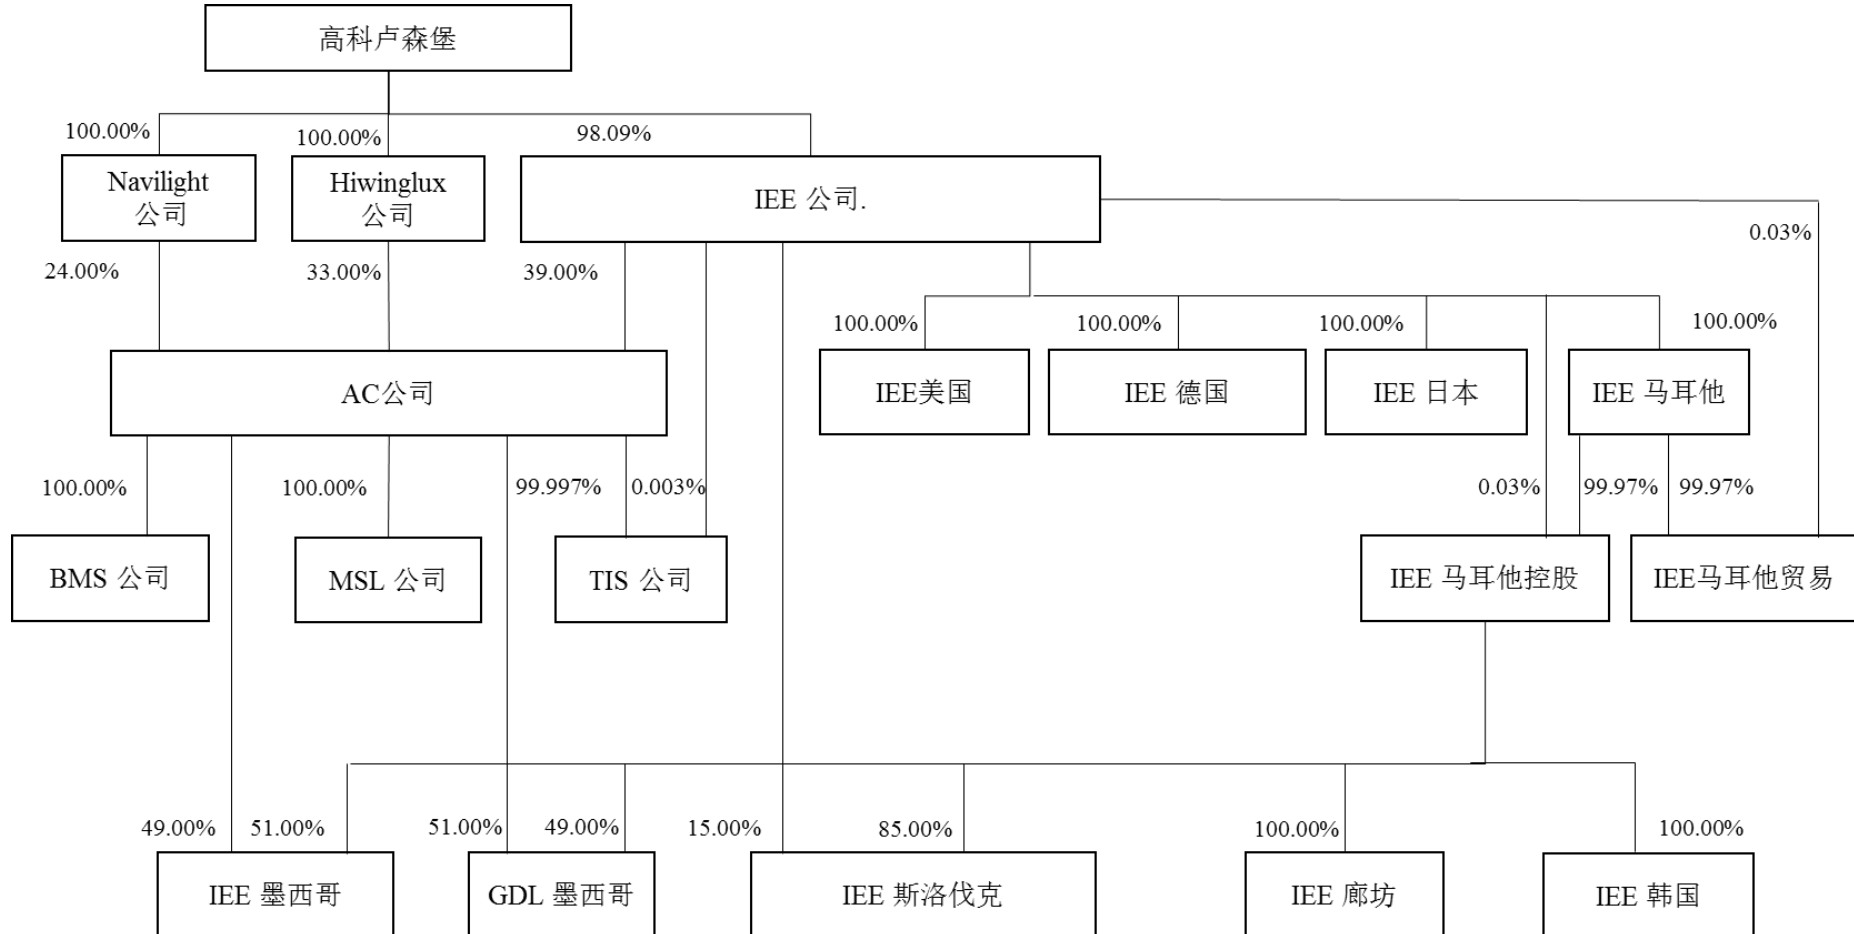 高科卢森堡
100.00%
100.00%
98.09%
Navilight
公司
Hiwinglux
公司
IEE 公司.
0.03%
24.00%
33.00%
39.00%
100.00%
100.00%
100.00%
100.00%
AC公司
IEE美国
IEE 德国
IEE 日本
IEE 马耳他
100.00%
100.00%
99.997%
0.003%
0.03%
99.97%
99.97%
BMS 公司
MSL 公司
TIS 公司
IEE 马耳他控股
IEE马耳他贸易
49.00%
51.00%
51.00%
49.00%
15.00%
85.00%
100.00%
100.00%
IEE 墨西哥
GDL 墨西哥
IEE 斯洛伐克
IEE 廊坊
IEE 韩国